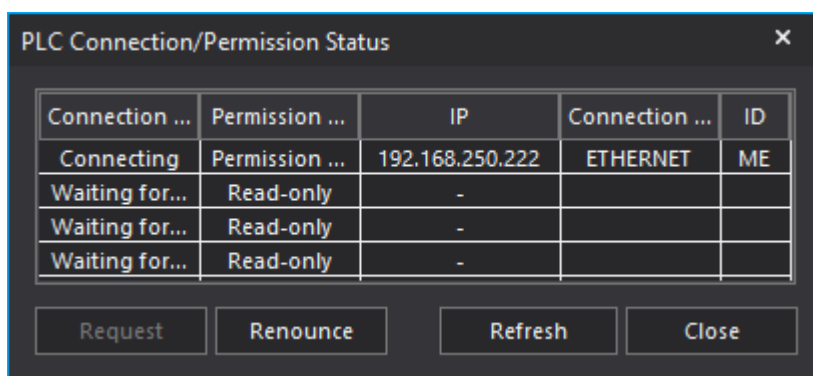 PLC Connection/Permission Status ×
Connection ... Permission ... IP Connection ... ID
Connecting Permission ... 192.168.250.222 ETHERNET ME
Waiting for... Read-only -
Waiting for... Read-only -
Waiting for... Read-only -
Request Renounce Refresh Close